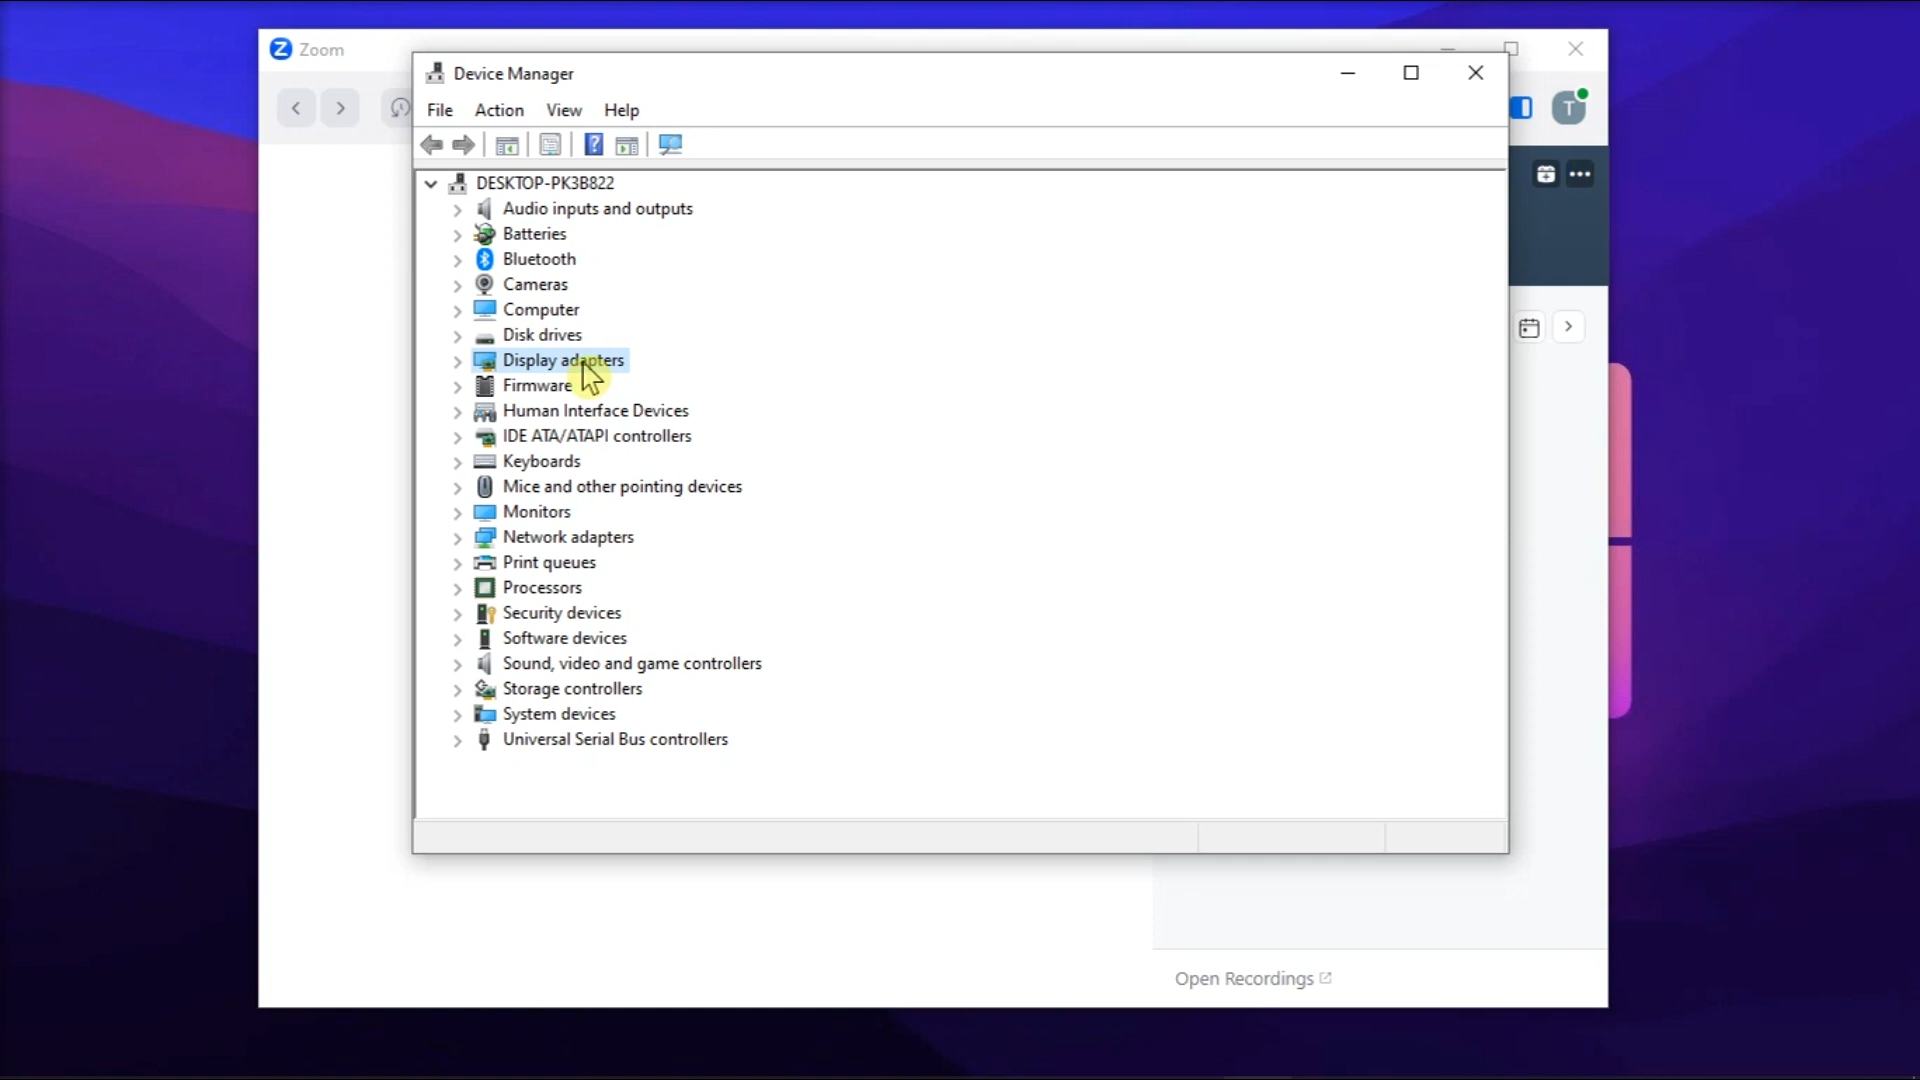 Zoom
Device Manager
File Action View Help
DESKTOP-PK3B822
Audio inputs and outputs
Batteries
Bluetooth
Cameras
Computer
Disk drives
Display adapters
Firmware
Human Interface Devices
IDE ATA/ATAPI controllers
Keyboards
Mice and other pointing devices
Monitors
Network adapters
Print queues
Processors
Security devices
Software devices
Sound, video and game controllers
Storage controllers
System devices
Universal Serial Bus controllers
T
Open Recordings